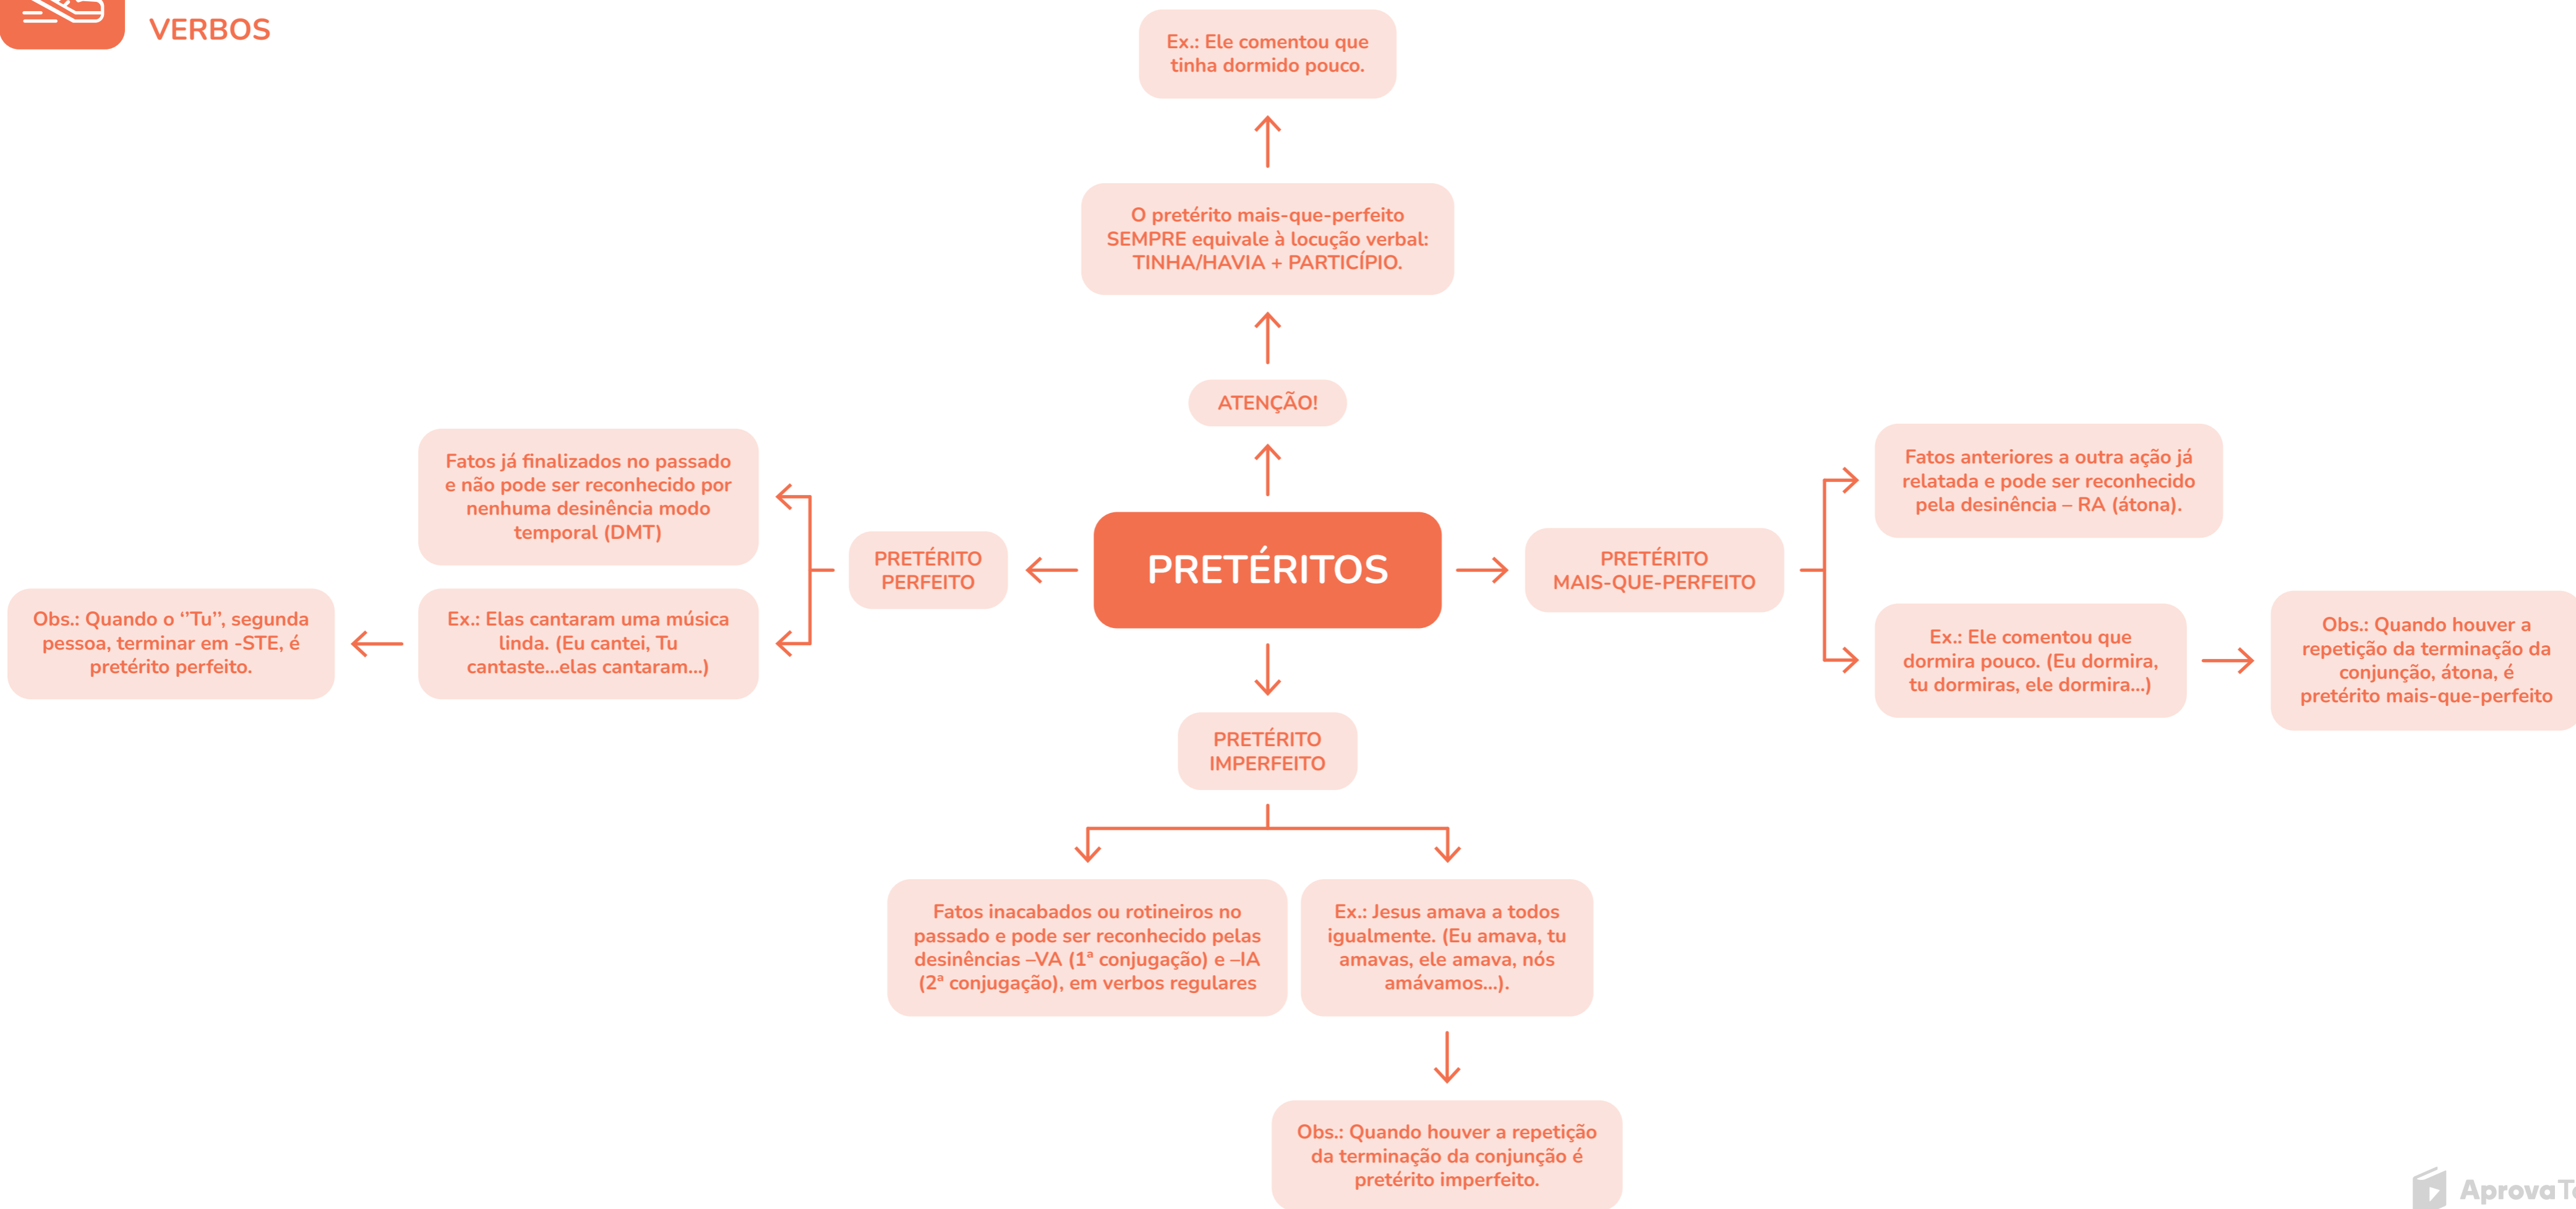 VERBOS
Ex.: Ele comentou que
tinha dormido pouco.
O pretérito mais-que-perfeito
SEMPRE equivale à locução verbal:
TINHA/HAVIA + PARTICÍPIO.
ATENÇÃO!
Fatos já finalizados no passado
e não pode ser reconhecido por
nenhuma desinência modo
temporal (DMT)
Fatos anteriores a outra ação já
relatada e pode ser reconhecido
pela desinência – RA (átona).
PRETÉRITO
PERFEITO
PRETÉRITOS
PRETÉRITO
MAIS-QUE-PERFEITO
Obs.: Quando o ‘’Tu’’, segunda
pessoa, terminar em -STE, é
pretérito perfeito.
Ex.: Elas cantaram uma música
linda. (Eu cantei, Tu
cantaste...elas cantaram...)
Ex.: Ele comentou que
dormira pouco. (Eu dormira,
tu dormiras, ele dormira...)
Obs.: Quando houver a
repetição da terminação da
conjunção, átona, é
pretérito mais-que-perfeito
PRETÉRITO
IMPERFEITO
Fatos inacabados ou rotineiros no
passado e pode ser reconhecido pelas
desinências –VA (1ª conjugação) e –IA
(2ª conjugação), em verbos regulares
Ex.: Jesus amava a todos
igualmente. (Eu amava, tu
amavas, ele amava, nós
amávamos...).
Obs.: Quando houver a repetição
da terminação da conjunção é
pretérito imperfeito.
Aprova